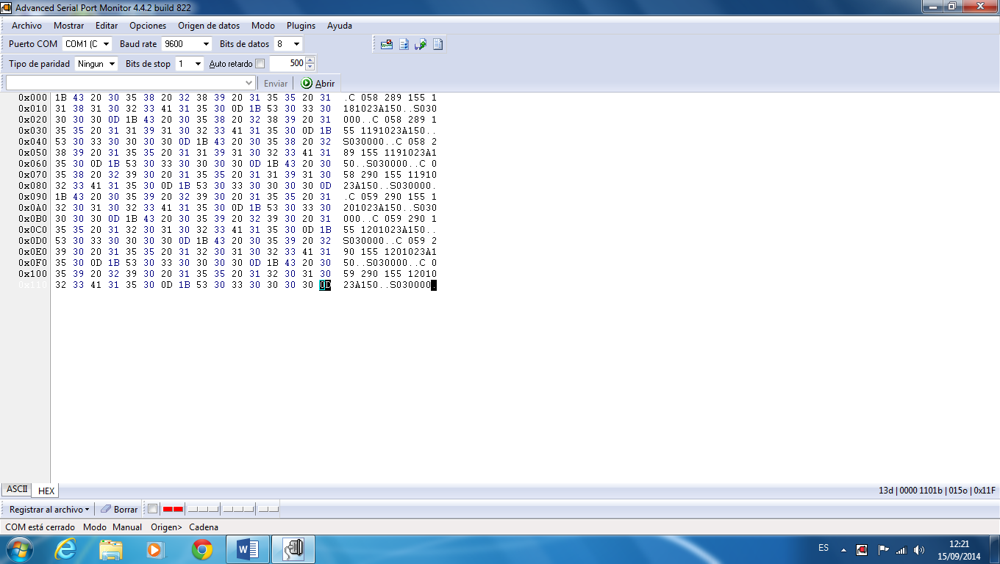 Advanced Serial Port Monitor 4.4.2 build 822
Archivo Mostrar Editar Opciones Origen de datos Modo Plugins Ayuda
Puerto COM COM1 (C Baud rate 9600 Bits de datos 8
Tipo de paridad Ningun Bits de stop 1 Auto retardo 500
Enviar Abrir
0x000 1B 43 20 30 35 38 20 32 38 39 20 31 35 35 20 31 .C 058 289 155 1
0x010 31 38 31 30 32 33 41 31 35 30 0D 1B 53 30 33 30 181023A150..S030
0x020 30 30 30 0D 1B 43 20 30 35 38 20 32 38 39 20 31 000..C 058 289 1
0x030 35 35 20 31 31 39 31 30 32 33 41 31 35 30 0D 1B 55 1191023A150..
0x040 53 30 33 30 30 30 30 0D 1B 43 20 30 35 38 20 32 S030000..C 058 2
0x050 38 39 20 31 35 35 20 31 31 39 31 30 32 33 41 31 89 155 1191023A1
0x060 35 30 0D 1B 53 30 33 30 30 30 30 0D 1B 43 20 30 50..S030000..C 0
0x070 35 38 20 32 39 30 20 31 35 35 20 31 31 39 31 30 58 290 155 11910
0x080 32 33 41 31 35 30 0D 1B 53 30 33 30 30 30 30 0D 23A150..S030000.
0x090 1B 43 20 30 35 39 20 32 39 30 20 31 35 35 20 31 .C 059 290 155 1
0x0A0 32 30 31 30 32 33 41 31 35 30 0D 1B 53 30 33 30 201023A150..S030
0x0B0 30 30 30 0D 1B 43 20 30 35 39 20 32 39 30 20 31 000..C 059 290 1
0x0C0 35 35 20 31 32 30 31 30 32 33 41 31 35 30 0D 1B 55 1201023A150..
0x0D0 53 30 33 30 30 30 30 0D 1B 43 20 30 35 39 20 32 S030000..C 059 2
0x0E0 39 30 20 31 35 35 20 31 32 30 31 30 32 33 41 31 90 155 1201023A1
0x0F0 35 30 0D 1B 53 30 33 30 30 30 30 0D 1B 43 20 30 50..S030000..C 0
0x100 35 39 20 32 39 30 20 31 35 35 20 31 32 30 31 30 59 290 155 12010
0x110 32 33 41 31 35 30 0D 1B 53 30 33 30 30 30 30 0D 23A150..S030000.
ASCII HEX 13d | 0000 1101b | 015o | 0x11F
Registrar al archivo Borrar
COM está cerrado Modo Manual Origen> Cadena
ES 12:21
15/09/2014